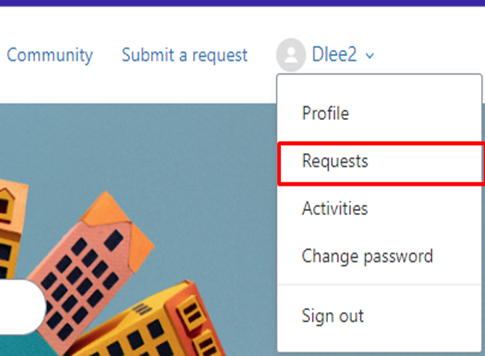 Community Submit a request Dlee2
Profile
Requests
Activities
Change password
Sign out